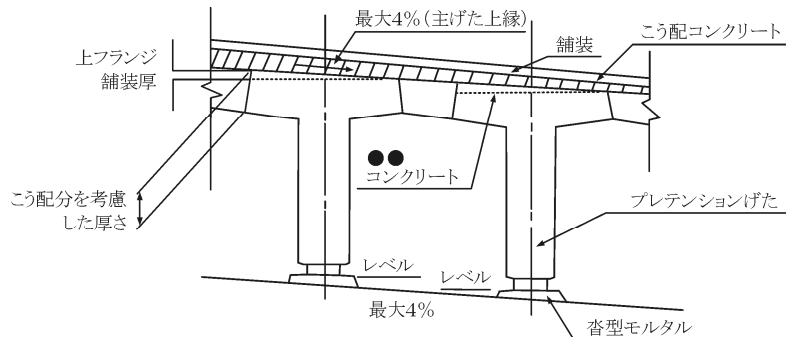 最大4%(主げた上縁)
舗装
こう配コンクリート
上フランジ
舗装厚
●●
コンクリート
こう配分を考慮
した厚さ
プレテンションげた
レベル
レベル
最大4%
沓型モルタル